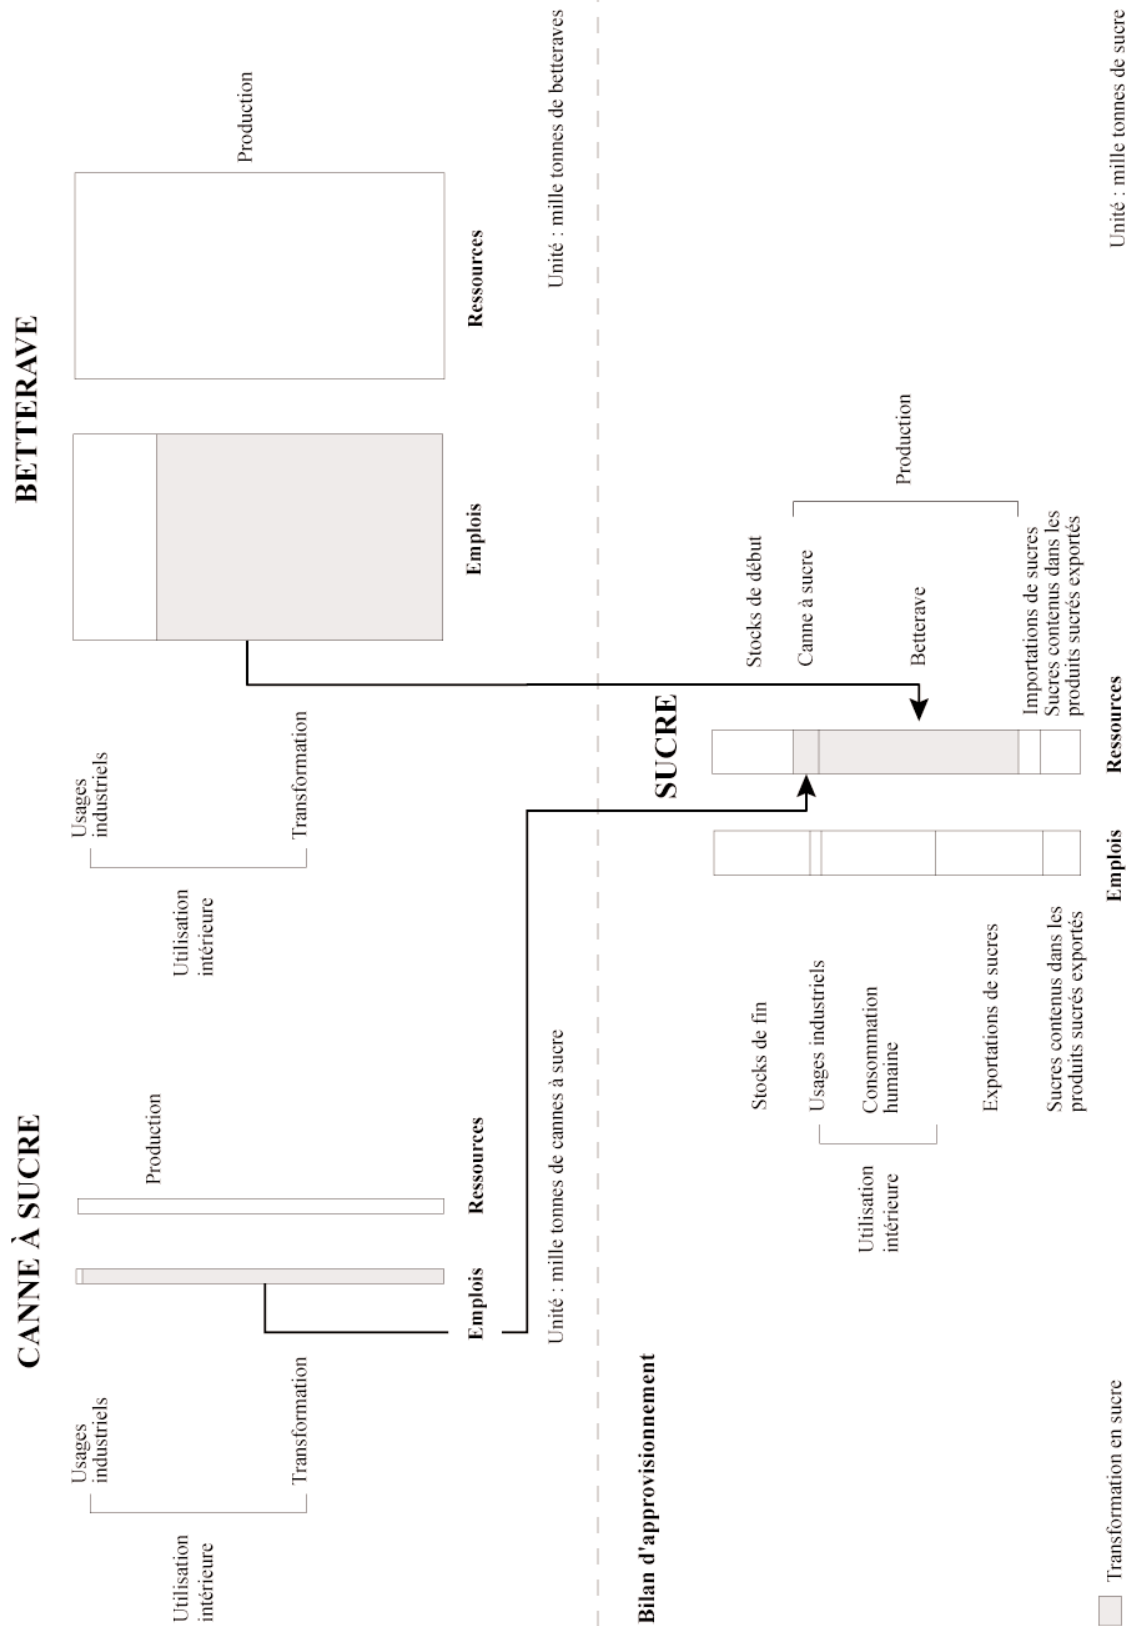 CANNE À SUCRE
BETTERAVE
Utilisation
intérieure
Usages
industriels
Transformation
Production
Emplois
Ressources
Unité : mille tonnes de cannes à sucre
Utilisation
intérieure
Usages
industriels
Transformation
Production
Emplois
Ressources
Unité : mille tonnes de betteraves
Bilan d'approvisionnement
SUCRE
Utilisation
intérieure
Stocks de fin
Usages industriels
Consommation
humaine
Exportations de sucres
Sucres contenus dans les
produits sucrés exportés
Stocks de début
Canne à sucre
Betterave
Production
Importations de sucres
Sucres contenus dans les
produits sucrés exportés
Emplois
Ressources
Transformation en sucre
Unité : mille tonnes de sucre